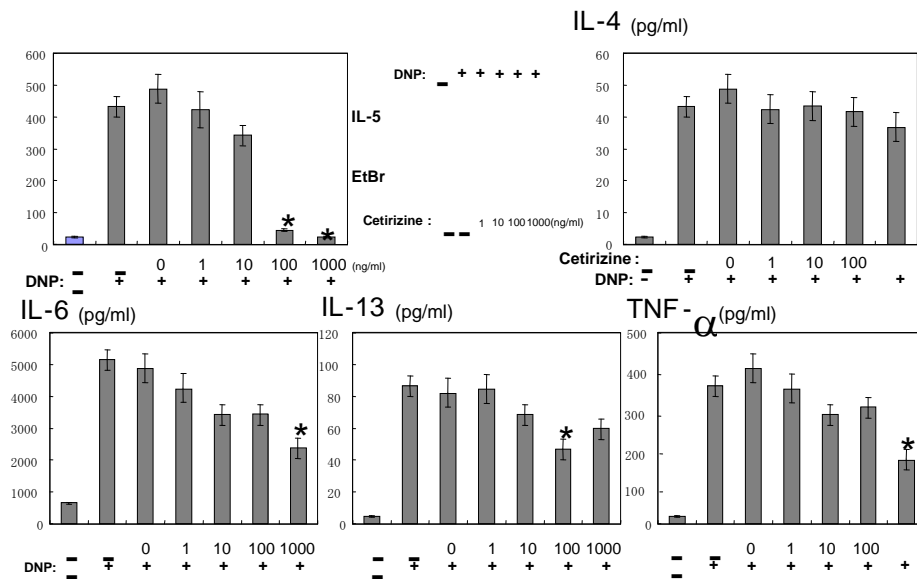 IL-4 (pg/ml)
600
500
400
300
200
100
0
* *
0 1 10 100 1000 (ng/ml)
DNP: - + + + + + +
DNP: - + + + + +
IL-5
EtBr
Cetirizine : - - 1 10 100 1000(ng/ml)
60
50
40
30
20
10
0
Cetirizine : - - 0 1 10 100
DNP: - + + + + + +
IL-6 (pg/ml)
6000
5000
4000
3000
2000
1000
0
*
- - 0 1 10 100 1000
DNP: - + + + + + +
IL-13 (pg/ml)
120
100
80
60
40
20
0
*
- - 0 1 10 100 1000
- + + + + + +
TNF-α (pg/ml)
500
400
300
200
100
0
*
- - 0 1 10 100
- + + + + + +